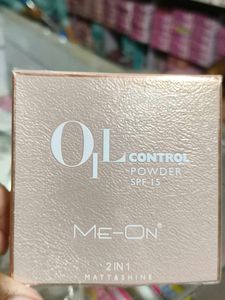 OIL CONTROL
POWDER
SPF 15
ME-ON®
2 IN 1
MATT&SHINE